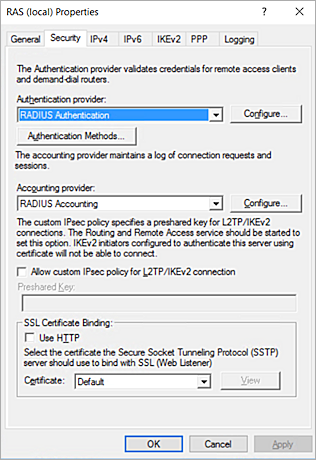 RAS (local) Properties
General Security IPv4 IPv6 IKEv2 PPP Logging
The Authentication provider validates credentials for remote access clients
and demand-dial routers.
Authentication provider:
RADIUS Authentication Configure...
Authentication Methods...
The accounting provider maintains a log of connection requests and
sessions.
Accounting provider:
RADIUS Accounting Configure...
The custom IPsec policy specifies a preshared key for L2TP/IKEv2
connections. The Routing and Remote Access service should be started to
set this option. IKEv2 initiators configured to authenticate this server using
certificate will not be able to connect.
Allow custom IPsec policy for L2TP/IKEv2 connection
Preshared Key:
SSL Certificate Binding:
Use HTTP
Select the certificate the Secure Socket Tunneling Protocol (SSTP)
server should use to bind with SSL (Web Listener)
Certificate: Default View
OK Cancel Apply